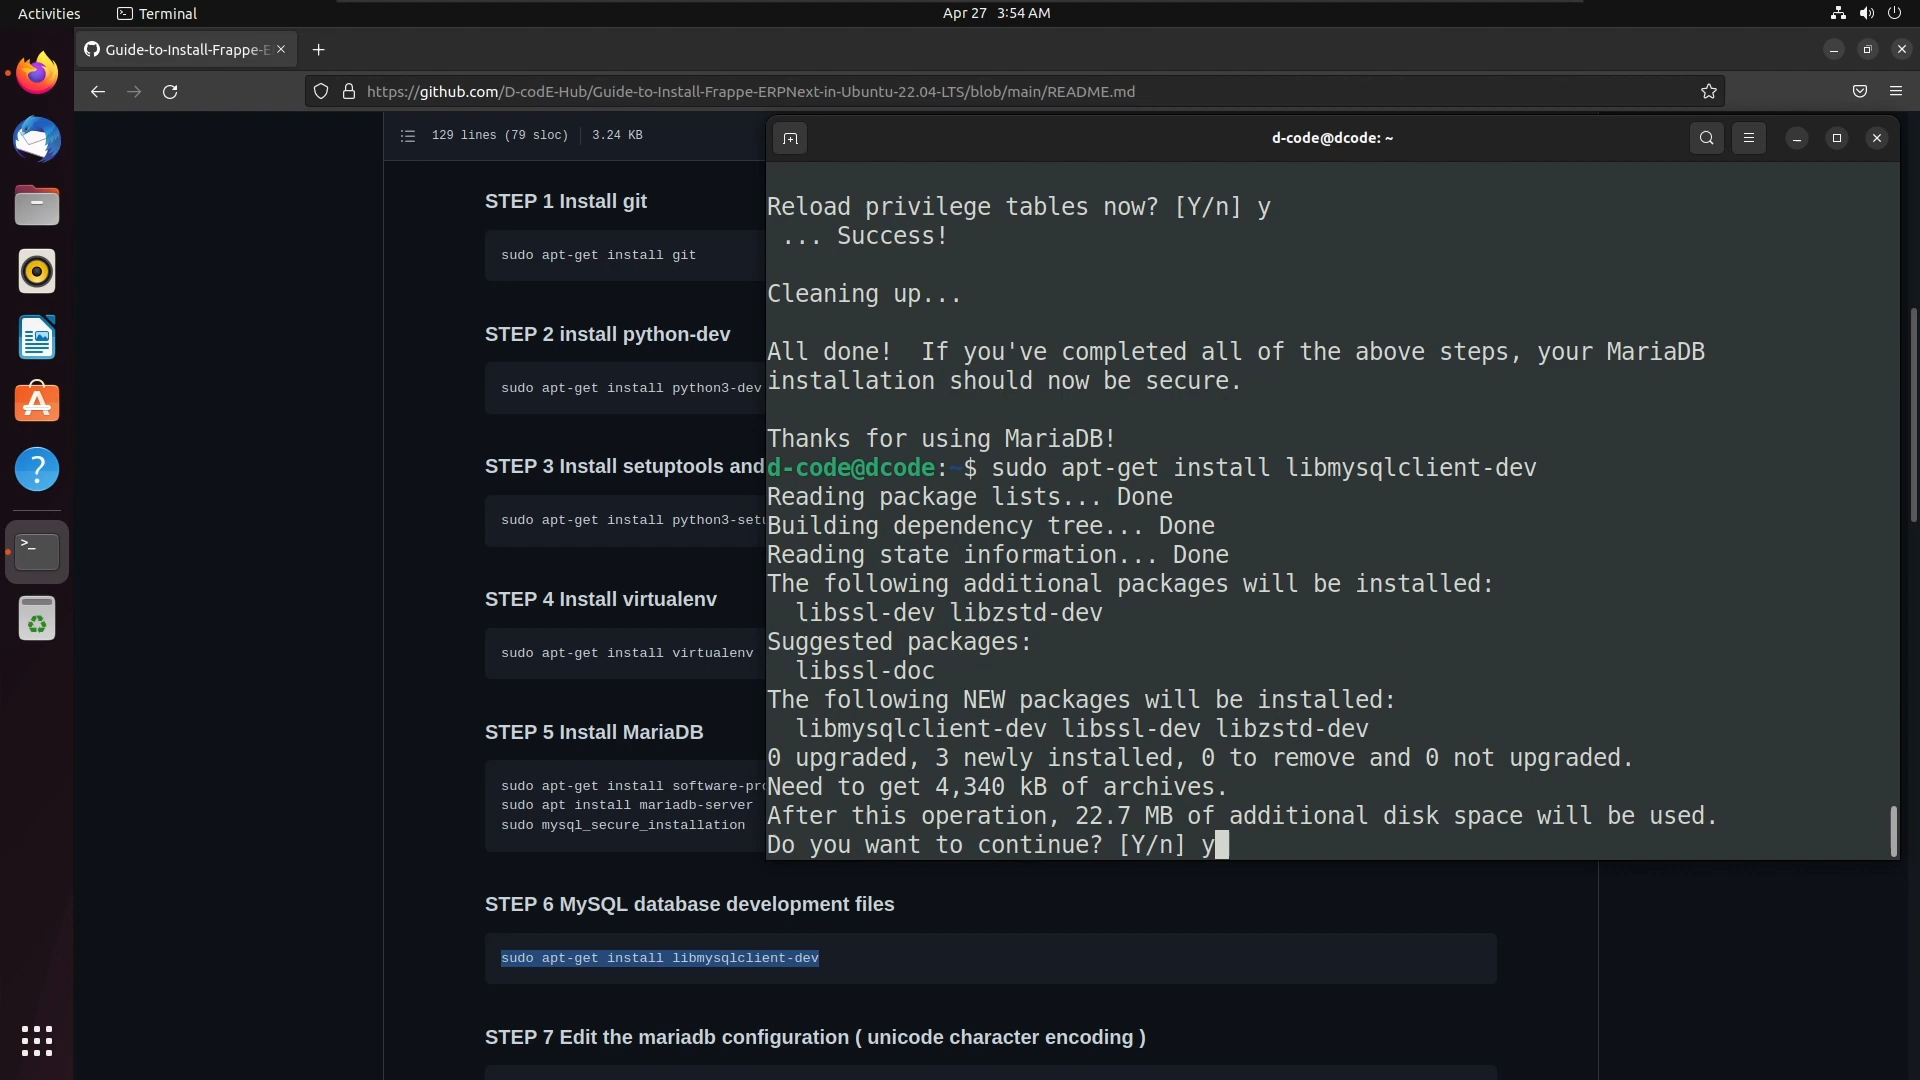 Activities
Terminal
Apr 27 3:54 AM
Guide-to-Install-Frappe-E
https://github.com/D-codE-Hub/Guide-to-Install-Frappe-ERPNext-in-Ubuntu-22.04-LTS/blob/main/README.md
129 lines (79 sloc) 3.24 KB
STEP 1 Install git
sudo apt-get install git
STEP 2 install python-dev
sudo apt-get install python3-dev
STEP 3 Install setuptools and
sudo apt-get install python3-setu
STEP 4 Install virtualenv
sudo apt-get install virtualenv
STEP 5 Install MariaDB
sudo apt-get install software-pro
sudo apt install mariadb-server
sudo mysql_secure_installation
STEP 6 MySQL database development files
sudo apt-get install libmysqlclient-dev
STEP 7 Edit the mariadb configuration ( unicode character encoding )
d-code@dcode: ~
Reload privilege tables now? [Y/n] y
... Success!
Cleaning up...
All done!  If you've completed all of the above steps, your MariaDB
installation should now be secure.
Thanks for using MariaDB!
d-code@dcode:~$ sudo apt-get install libmysqlclient-dev
Reading package lists... Done
Building dependency tree... Done
Reading state information... Done
The following additional packages will be installed:
libssl-dev libzstd-dev
Suggested packages:
libssl-doc
The following NEW packages will be installed:
libmysqlclient-dev libssl-dev libzstd-dev
0 upgraded, 3 newly installed, 0 to remove and 0 not upgraded.
Need to get 4,340 kB of archives.
After this operation, 22.7 MB of additional disk space will be used.
Do you want to continue? [Y/n] y